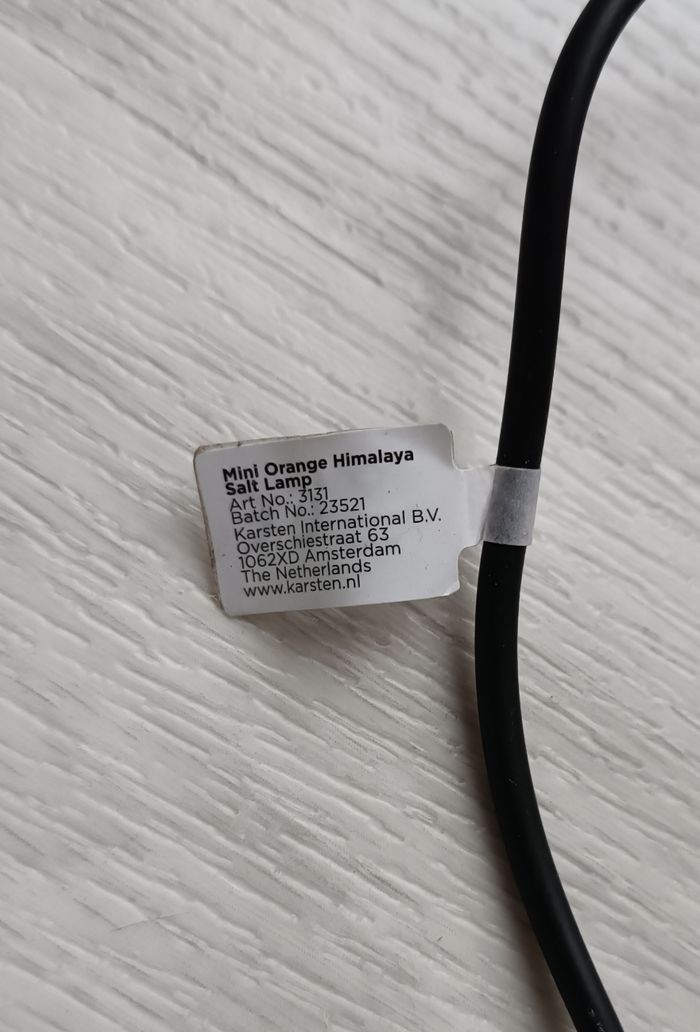 Mini Orange Himalaya
Salt Lamp
Art No.: 3131
Batch No.: 23521
Karsten International B.V.
Overschiestraat 63
1062XD Amsterdam
The Netherlands
www.karsten.nl